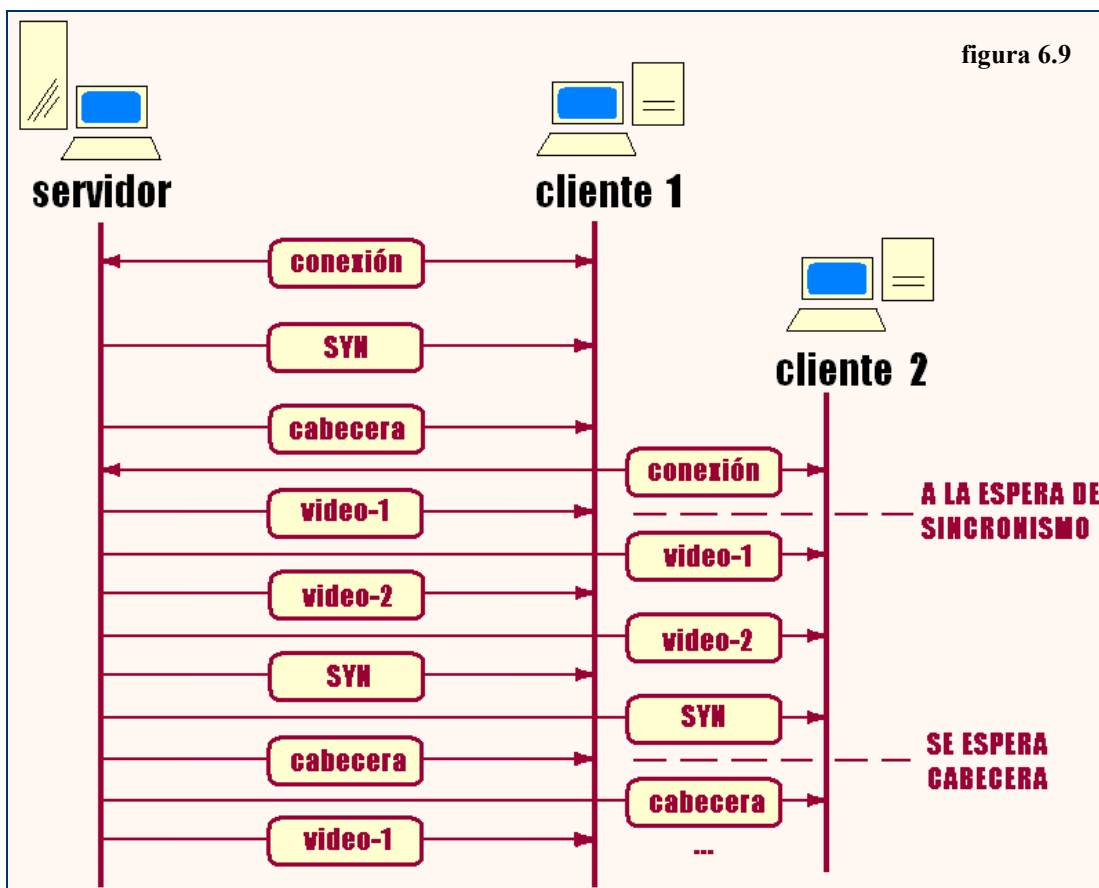 figura 6.9
servidor
cliente 1
conexión
cliente 2
SYN
cabecera
conexión
A LA ESPERA DE
SINCRONISMO
video-1
video-1
video-2
video-2
SYN
SYN
SE ESPERA
CABECERA
cabecera
cabecera
video-1
...